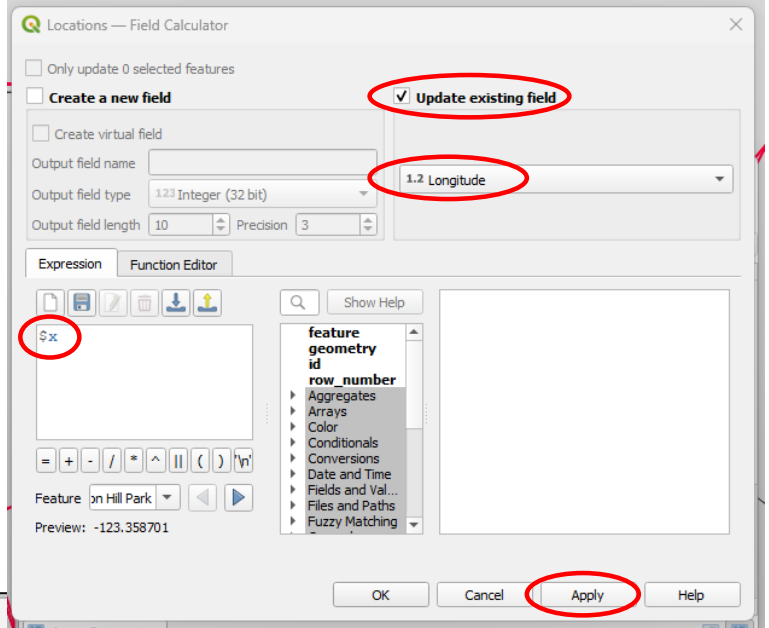 Locations — Field Calculator
Only update 0 selected features
Create a new field
Update existing field
Create virtual field
Output field name
Output field type 123 Integer (32 bit)
Output field length 10 Precision 3
1.2 Longitude
Expression Function Editor
Show Help
$x
feature
geometry
id
row_number
Aggregates
Arrays
Color
Conditionals
Conversions
Date and Time
Fields and Val...
Files and Paths
Fuzzy Matching
= + - / * ^ || ( ) '\n'
Feature on Hill Park
Preview: -123.358701
OK Cancel Apply Help